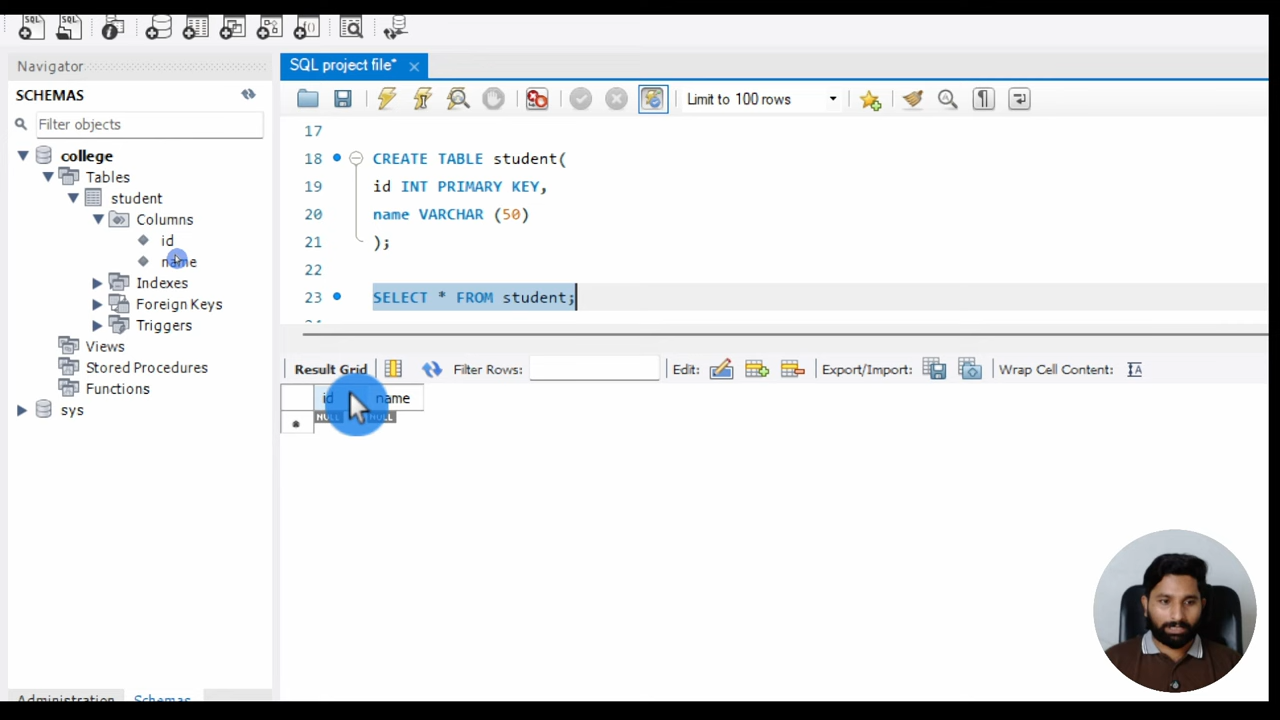 SQL
SQL
Navigator
SCHEMAS
Filter objects
college
Tables
student
Columns
id
name
Indexes
Foreign Keys
Triggers
Views
Stored Procedures
Functions
sys
Administration Schemas
SQL project file*
Limit to 100 rows
17
18 CREATE TABLE student(
19 id INT PRIMARY KEY,
20 name VARCHAR (50)
21 );
22
23 SELECT * FROM student;
Result Grid Filter Rows: Edit: Export/Import: Wrap Cell Content:
id name
NULL NULL